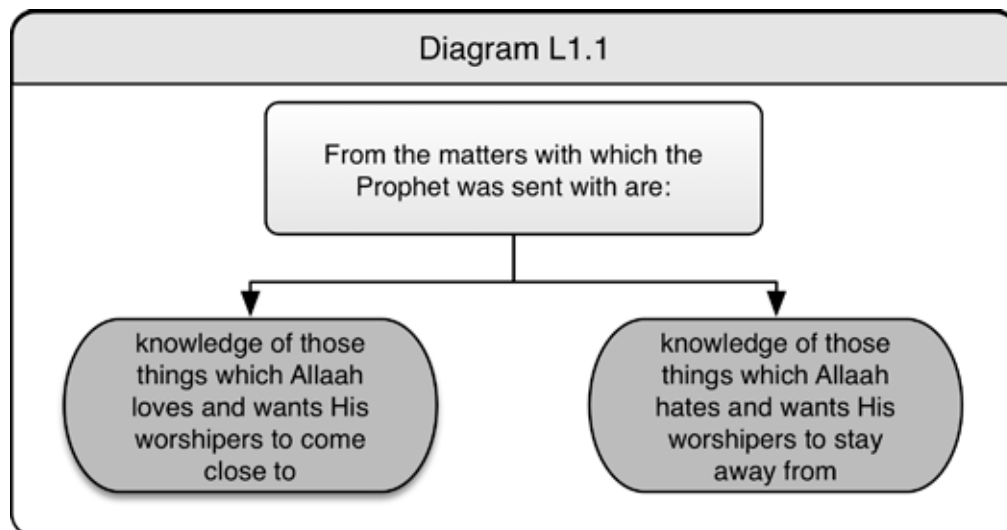 Diagram L1.1
From the matters with which the
Prophet was sent with are:
knowledge of those
things which Allaah
loves and wants His
worshipers to come
close to
knowledge of those
things which Allaah
hates and wants His
worshipers to stay
away from